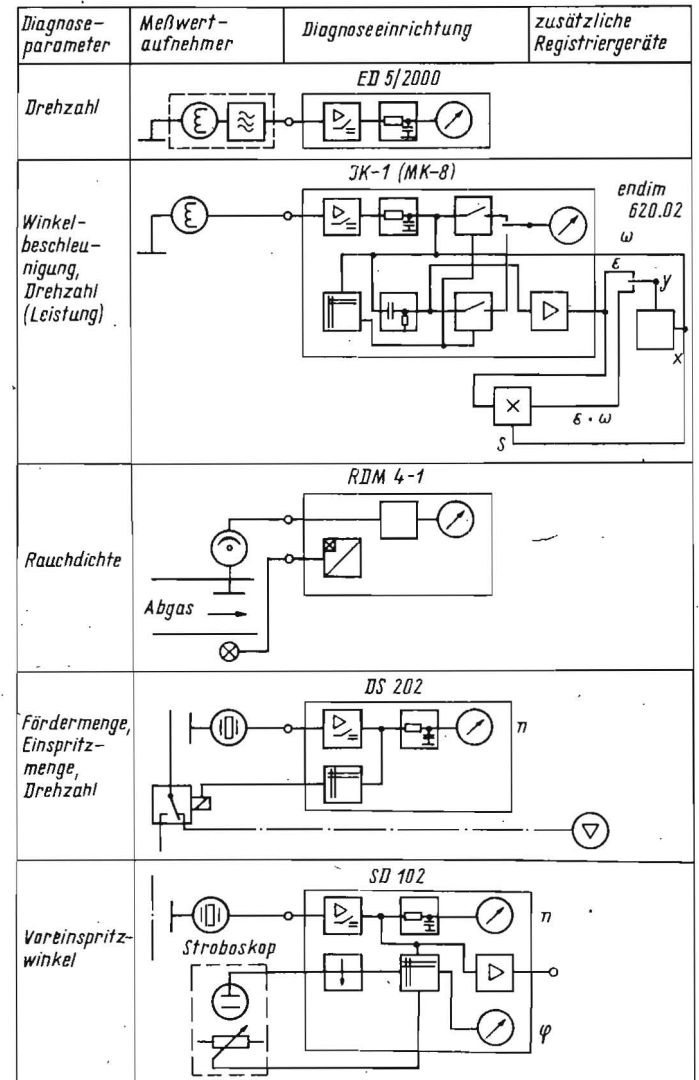 Diagnose-
parameter
Meßwert-
aufnehmer
Diagnoseeinrichtung
zusätzliche
Registriergeräte
Drehzahl
ED 5/2000
Winkel-
beschleu-
nigung,
Drehzahl
(Leistung)
JK-1 (MK-8)
endim
620.02
ω
ε
y
x
ε · ω
S
Rauchdichte
RDM 4-1
Abgas
Fördermenge,
Einspritz-
menge,
Drehzahl
DS 202
n
Voreinspritz-
winkel
SD 102
n
Stroboskop
φ